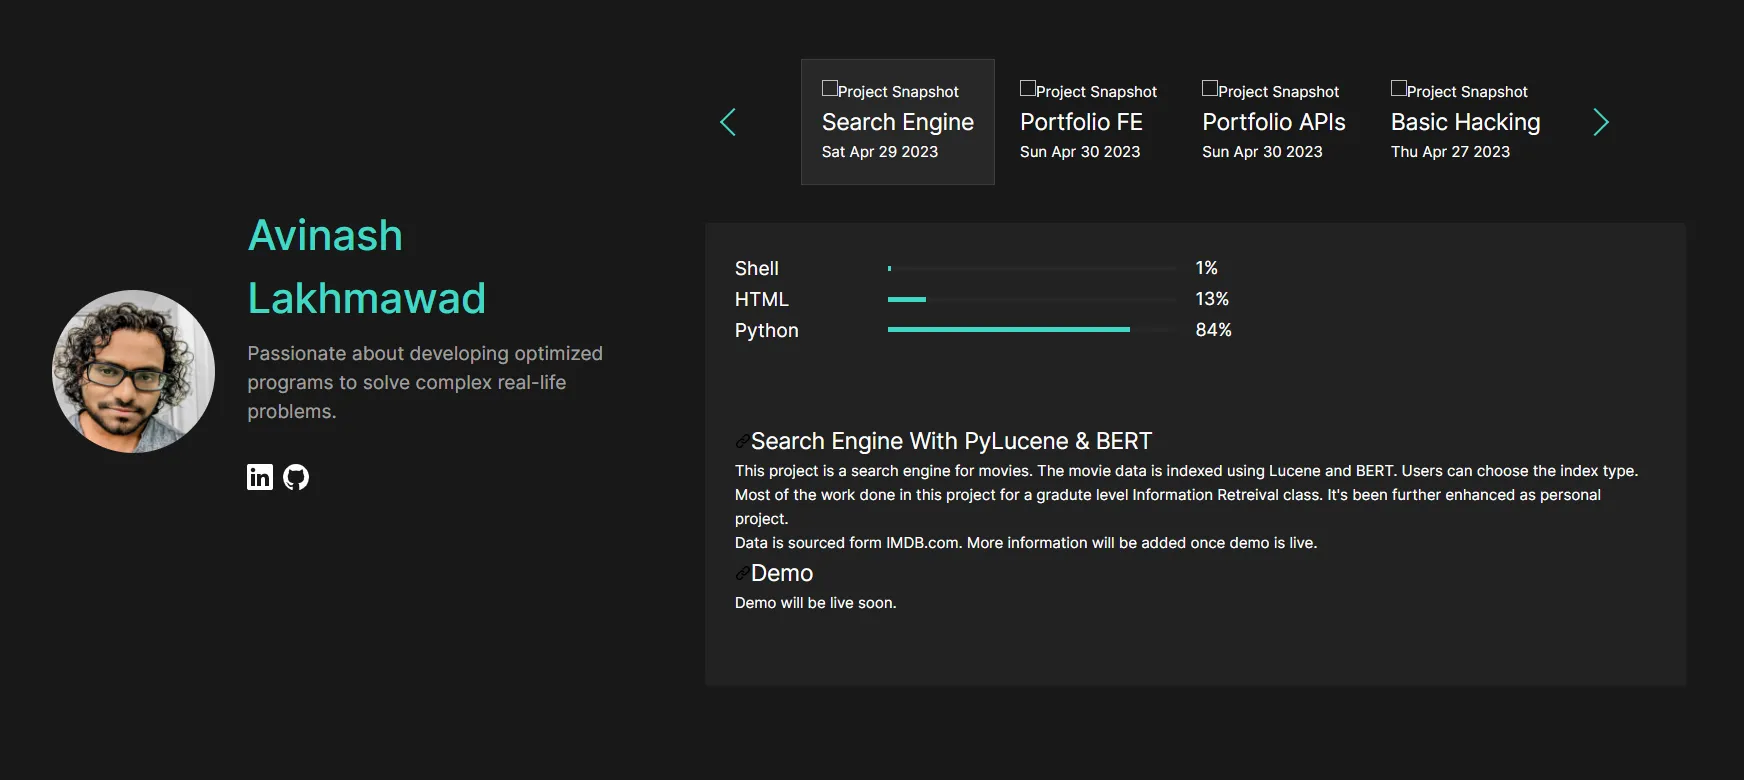 Project Snapshot
Search Engine
Sat Apr 29 2023
Project Snapshot
Portfolio FE
Sun Apr 30 2023
Project Snapshot
Portfolio APIs
Sun Apr 30 2023
Project Snapshot
Basic Hacking
Thu Apr 27 2023
Avinash
Lakhmawad
Passionate about developing optimized
programs to solve complex real-life
problems.
in
Shell 1%
HTML 13%
Python 84%
Search Engine With PyLucene & BERT
This project is a search engine for movies. The movie data is indexed using Lucene and BERT. Users can choose the index type.
Most of the work done in this project for a gradute level Information Retreival class. It's been further enhanced as personal
project.
Data is sourced form IMDB.com. More information will be added once demo is live.
Demo
Demo will be live soon.